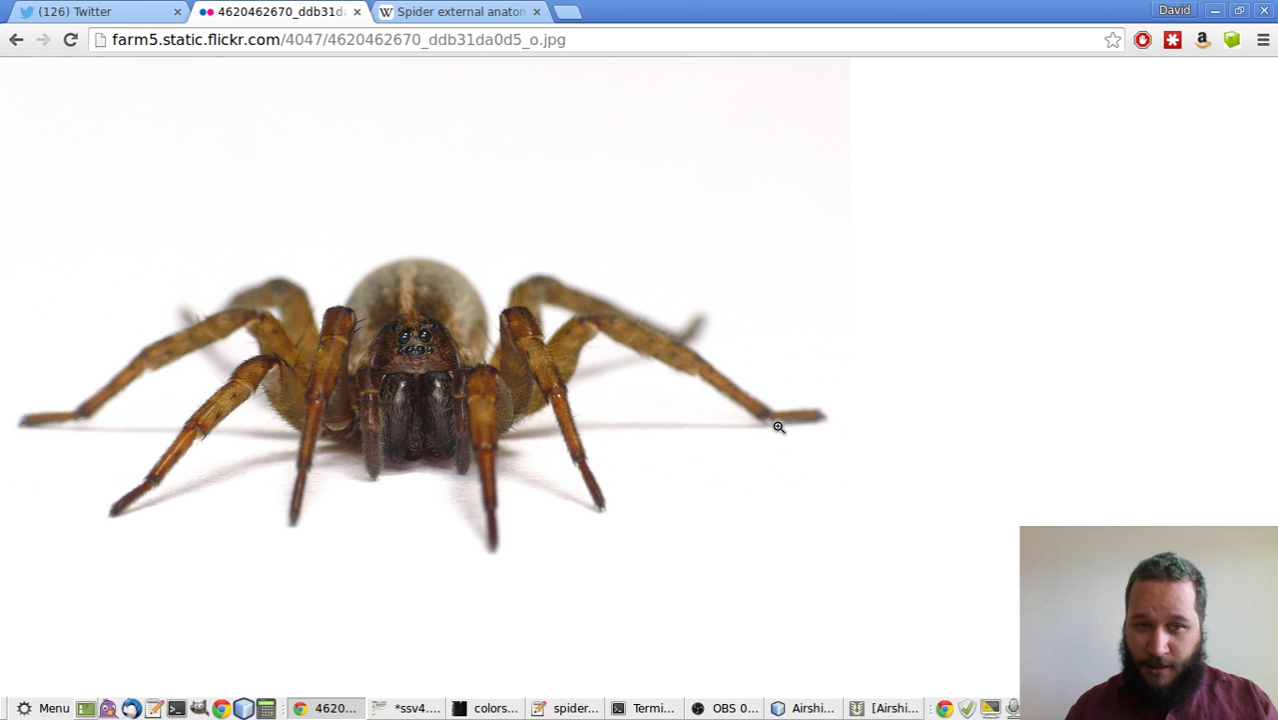 (126) Twitter
4620462670_ddb31d
Spider external anaton
David
farm5.static.flickr.com/4047/4620462670_ddb31da0d5_o.jpg
Menu
4620...
*ssv4....
colors...
spider...
Termi...
OBS 0...
Airshi...
[Airshi...